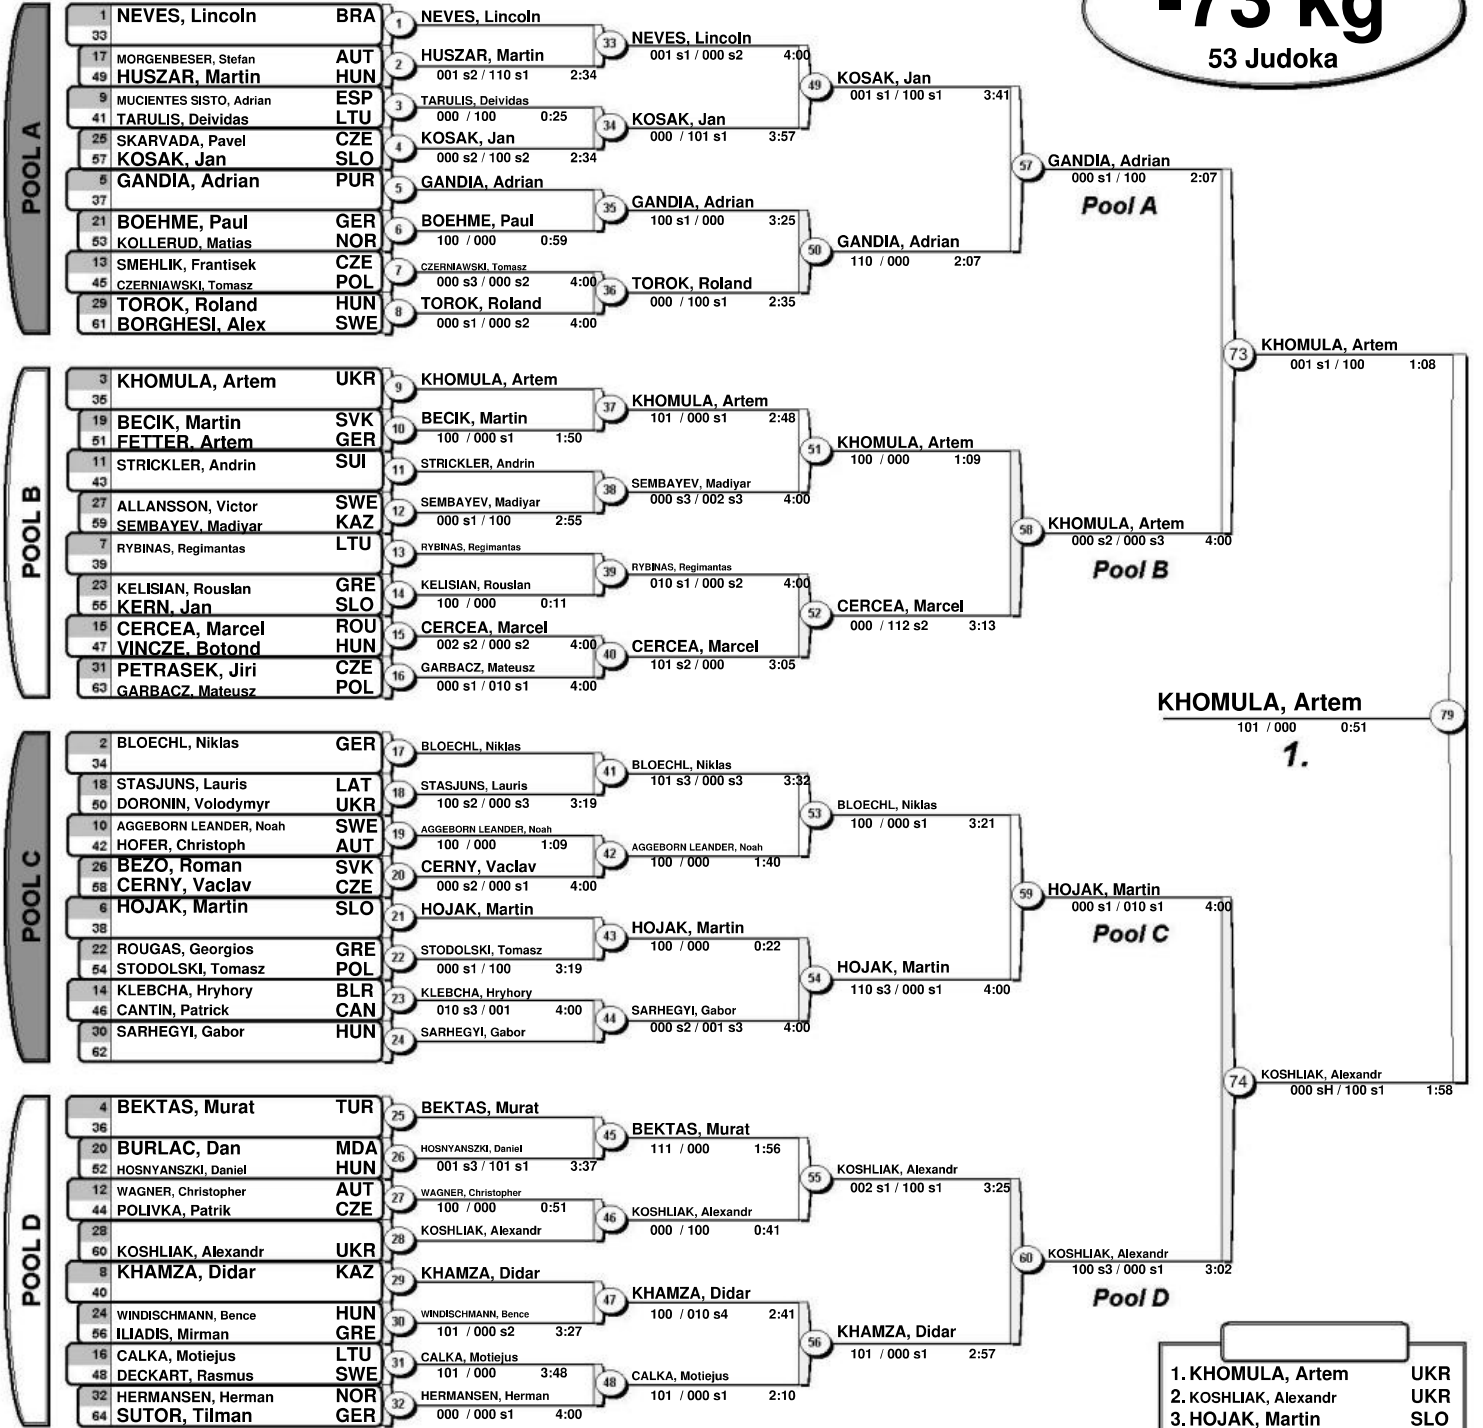 -73 kg
53 Judoka
POOL A
1 NEVES, Lincoln BRA
33
17 MORGENBESER, Stefan AUT
49 HUSZAR, Martin HUN
9 MUCIENTES SISTO, Adrian ESP
41 TARULIS, Deividas LTU
25 SKARVADA, Pavel CZE
57 KOSAK, Jan SLO
5 GANDIA, Adrian PUR
37
21 BOEHME, Paul GER
53 KOLLERUD, Matias NOR
13 SMEHLIK, Frantisek CZE
45 CZERNIAWSKI, Tomasz POL
29 TOROK, Roland HUN
61 BORGHESI, Alex SWE
1 NEVES, Lincoln
2 HUSZAR, Martin
001 s2 / 110 s1 2:34
3 TARULIS, Deividas
000 / 100 0:25
4 KOSAK, Jan
000 s2 / 100 s2 2:34
5 GANDIA, Adrian
6 BOEHME, Paul
100 / 000 0:59
7 CZERNIAWSKI, Tomasz
000 s3 / 000 s2 4:00
8 TOROK, Roland
000 s1 / 000 s2 4:00
33 NEVES, Lincoln
001 s1 / 000 s2 4:00
34 KOSAK, Jan
000 / 101 s1 3:57
35 GANDIA, Adrian
100 s1 / 000 3:25
36 TOROK, Roland
000 / 100 s1 2:35
49 KOSAK, Jan
001 s1 / 100 s1 3:41
50 GANDIA, Adrian
110 / 000 2:07
57 GANDIA, Adrian
000 s1 / 100 2:07
Pool A
POOL B
3 KHOMULA, Artem UKR
35
19 BECIK, Martin SVK
51 FETTER, Artem GER
11 STRICKLER, Andrin SUI
43
27 ALLANSSON, Victor SWE
59 SEMBAYEV, Madiyar KAZ
7 RYBINAS, Regimantas LTU
39
23 KELISIAN, Rouslan GRE
55 KERN, Jan SLO
15 CERCEA, Marcel ROU
47 VINCZE, Botond HUN
31 PETRASEK, Jiri CZE
63 GARBACZ, Mateusz POL
9 KHOMULA, Artem
10 BECIK, Martin
100 / 000 s1 1:50
11 STRICKLER, Andrin
12 SEMBAYEV, Madiyar
000 s1 / 100 2:55
13 RYBINAS, Regimantas
14 KELISIAN, Rouslan
100 / 000 0:11
15 CERCEA, Marcel
002 s2 / 000 s2 4:00
16 GARBACZ, Mateusz
000 s1 / 010 s1 4:00
37 KHOMULA, Artem
101 / 000 s1 2:48
38 SEMBAYEV, Madiyar
000 s3 / 002 s3 4:00
39 RYBINAS, Regimantas
010 s1 / 000 s2 4:00
40 CERCEA, Marcel
101 s2 / 000 3:05
51 KHOMULA, Artem
100 / 000 1:09
52 CERCEA, Marcel
000 / 112 s2 3:13
58 KHOMULA, Artem
000 s2 / 000 s3 4:00
Pool B
73 KHOMULA, Artem
001 s1 / 100 1:08
KHOMULA, Artem 79
101 / 000 0:51
1.
POOL C
2 BLOECHL, Niklas GER
34
18 STASJUNS, Lauris LAT
50 DORONIN, Volodymyr UKR
10 AGGEBORN LEANDER, Noah SWE
42 HOFER, Christoph AUT
26 BEZO, Roman SVK
58 CERNY, Vaclav CZE
6 HOJAK, Martin SLO
38
22 ROUGAS, Georgios GRE
54 STODOLSKI, Tomasz POL
14 KLEBCHA, Hryhory BLR
46 CANTIN, Patrick CAN
30 SARHEGYI, Gabor HUN
62
17 BLOECHL, Niklas
18 STASJUNS, Lauris
100 s2 / 000 s3 3:19
19 AGGEBORN LEANDER, Noah
100 / 000 1:09
20 CERNY, Vaclav
000 s2 / 000 s1 4:00
21 HOJAK, Martin
22 STODOLSKI, Tomasz
000 s1 / 100 3:19
23 KLEBCHA, Hryhory
010 s3 / 001 4:00
24 SARHEGYI, Gabor
41 BLOECHL, Niklas
101 s3 / 000 s3 3:32
42 AGGEBORN LEANDER, Noah
100 / 000 1:40
43 HOJAK, Martin
100 / 000 0:22
44 SARHEGYI, Gabor
000 s2 / 001 s3 4:00
53 BLOECHL, Niklas
100 / 000 s1 3:21
54 HOJAK, Martin
110 s3 / 000 s1 4:00
59 HOJAK, Martin
000 s1 / 010 s1 4:00
Pool C
POOL D
4 BEKTAS, Murat TUR
36
20 BURLAC, Dan MDA
52 HOSNYANSZKI, Daniel HUN
12 WAGNER, Christopher AUT
44 POLIVKA, Patrik CZE
28
60 KOSHLIAK, Alexandr UKR
8 KHAMZA, Didar KAZ
40
24 WINDISCHMANN, Bence HUN
56 ILIADIS, Mirman GRE
16 CALKA, Motiejus LTU
48 DECKART, Rasmus SWE
32 HERMANSEN, Herman NOR
64 SUTOR, Tilman GER
25 BEKTAS, Murat
26 HOSNYANSZKI, Daniel
001 s3 / 101 s1 3:37
27 WAGNER, Christopher
100 / 000 0:51
28 KOSHLIAK, Alexandr
29 KHAMZA, Didar
30 WINDISCHMANN, Bence
101 / 000 s2 3:27
31 CALKA, Motiejus
101 / 000 3:48
32 HERMANSEN, Herman
000 / 000 s1 4:00
45 BEKTAS, Murat
111 / 000 1:56
46 KOSHLIAK, Alexandr
000 / 100 0:41
47 KHAMZA, Didar
100 / 010 s4 2:41
48 CALKA, Motiejus
101 / 000 s1 2:10
55 KOSHLIAK, Alexandr
002 s1 / 100 s1 3:25
56 KHAMZA, Didar
101 / 000 s1 2:57
60 KOSHLIAK, Alexandr
100 s3 / 000 s1 3:02
Pool D
74 KOSHLIAK, Alexandr
000 sH / 100 s1 1:58
1. KHOMULA, Artem UKR
2. KOSHLIAK, Alexandr UKR
3. HOJAK, Martin SLO